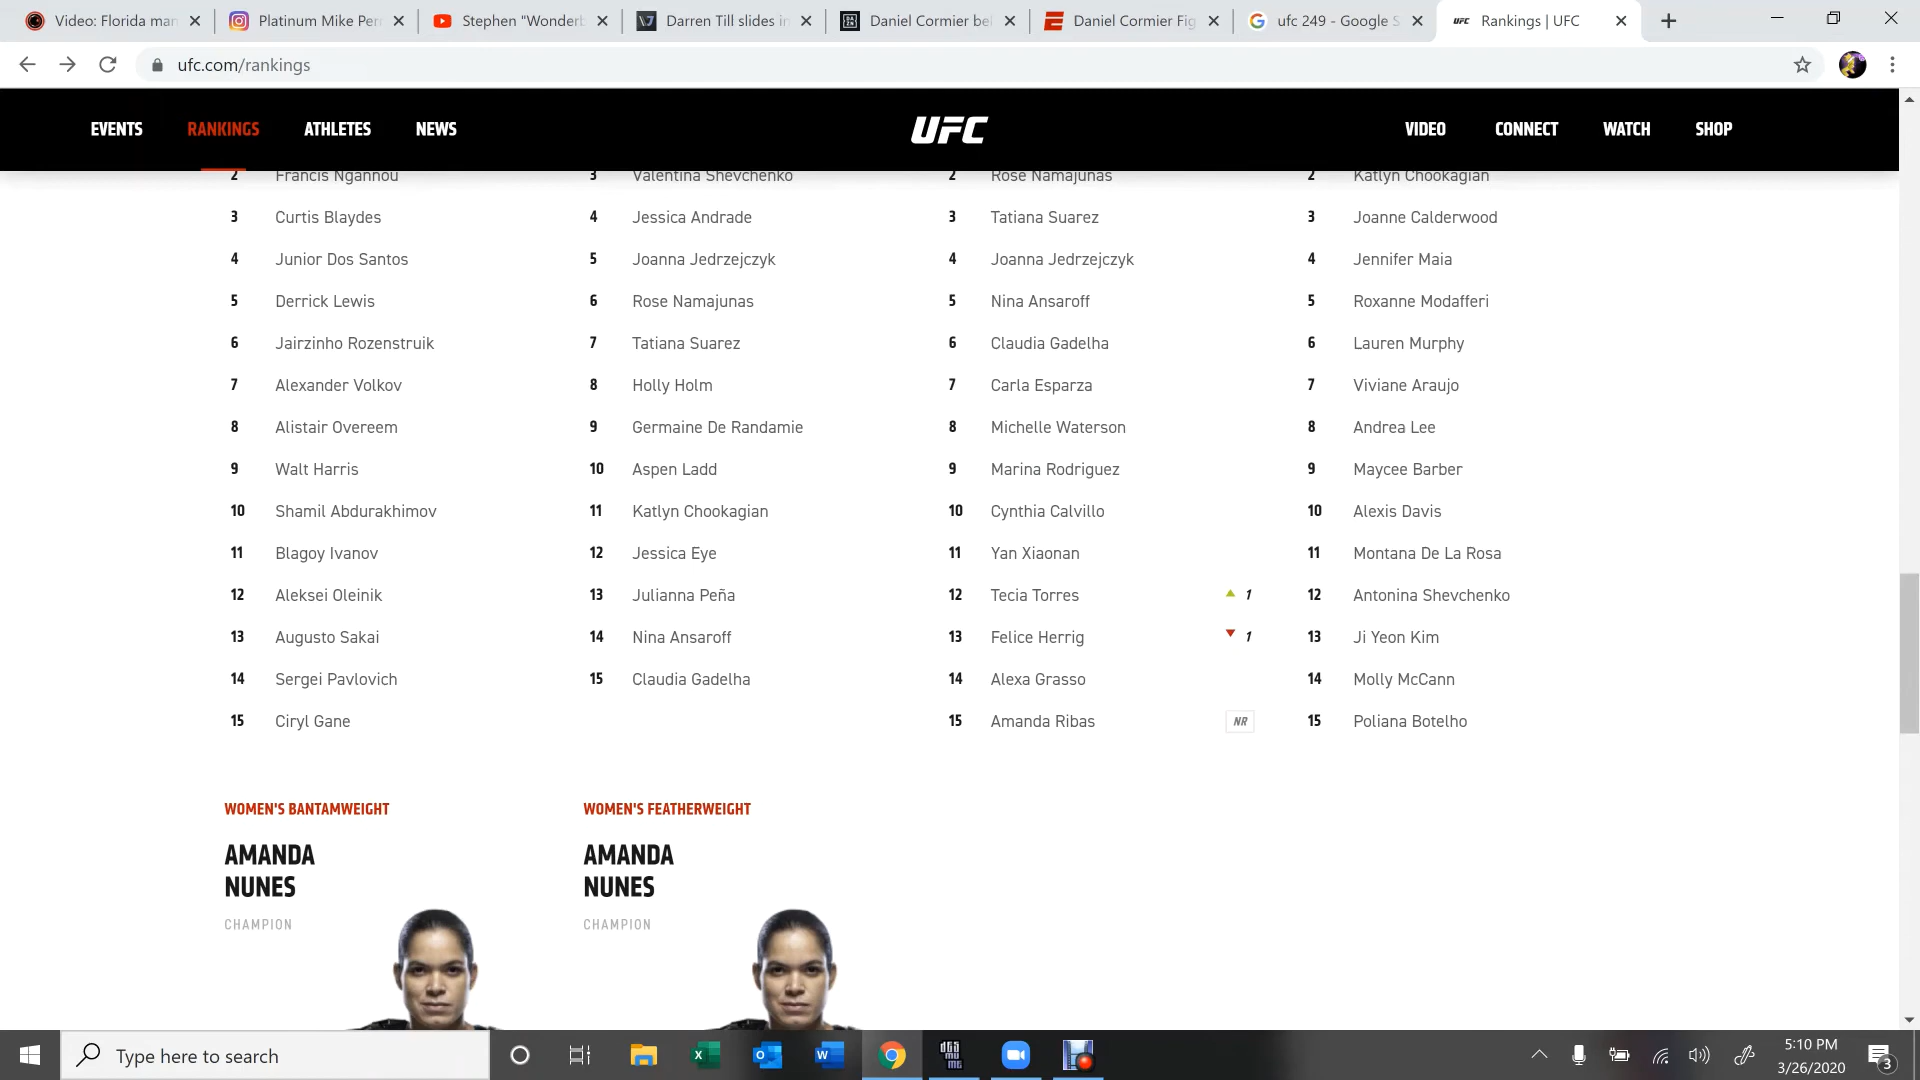 Video: Florida man
Platinum Mike Per
Stephen "Wonderb
Darren Till slides in
Daniel Cormier bei
Daniel Cormier Fig
ufc 249 - Google S
UFC Rankings | UFC
ufc.com/rankings
EVENTS RANKINGS ATHLETES NEWS UFC VIDEO CONNECT WATCH SHOP
2 Francis Ngannou 3 Valentina Shevchenko 2 Rose Namajunas 2 Katlyn Chookagian
3 Curtis Blaydes 4 Jessica Andrade 3 Tatiana Suarez 3 Joanne Calderwood
4 Junior Dos Santos 5 Joanna Jedrzejczyk 4 Joanna Jedrzejczyk 4 Jennifer Maia
5 Derrick Lewis 6 Rose Namajunas 5 Nina Ansaroff 5 Roxanne Modafferi
6 Jairzinho Rozenstruik 7 Tatiana Suarez 6 Claudia Gadelha 6 Lauren Murphy
7 Alexander Volkov 8 Holly Holm 7 Carla Esparza 7 Viviane Araujo
8 Alistair Overeem 9 Germaine De Randamie 8 Michelle Waterson 8 Andrea Lee
9 Walt Harris 10 Aspen Ladd 9 Marina Rodriguez 9 Maycee Barber
10 Shamil Abdurakhimov 11 Katlyn Chookagian 10 Cynthia Calvillo 10 Alexis Davis
11 Blagoy Ivanov 12 Jessica Eye 11 Yan Xiaonan 11 Montana De La Rosa
12 Aleksei Oleinik 13 Julianna Peña 12 Tecia Torres 1 12 Antonina Shevchenko
13 Augusto Sakai 14 Nina Ansaroff 13 Felice Herrig 1 13 Ji Yeon Kim
14 Sergei Pavlovich 15 Claudia Gadelha 14 Alexa Grasso 14 Molly McCann
15 Ciryl Gane 15 Amanda Ribas NR 15 Poliana Botelho
WOMEN'S BANTAMWEIGHT WOMEN'S FEATHERWEIGHT
AMANDA AMANDA
NUNES NUNES
CHAMPION CHAMPION
Type here to search
5:10 PM
3/26/2020
3